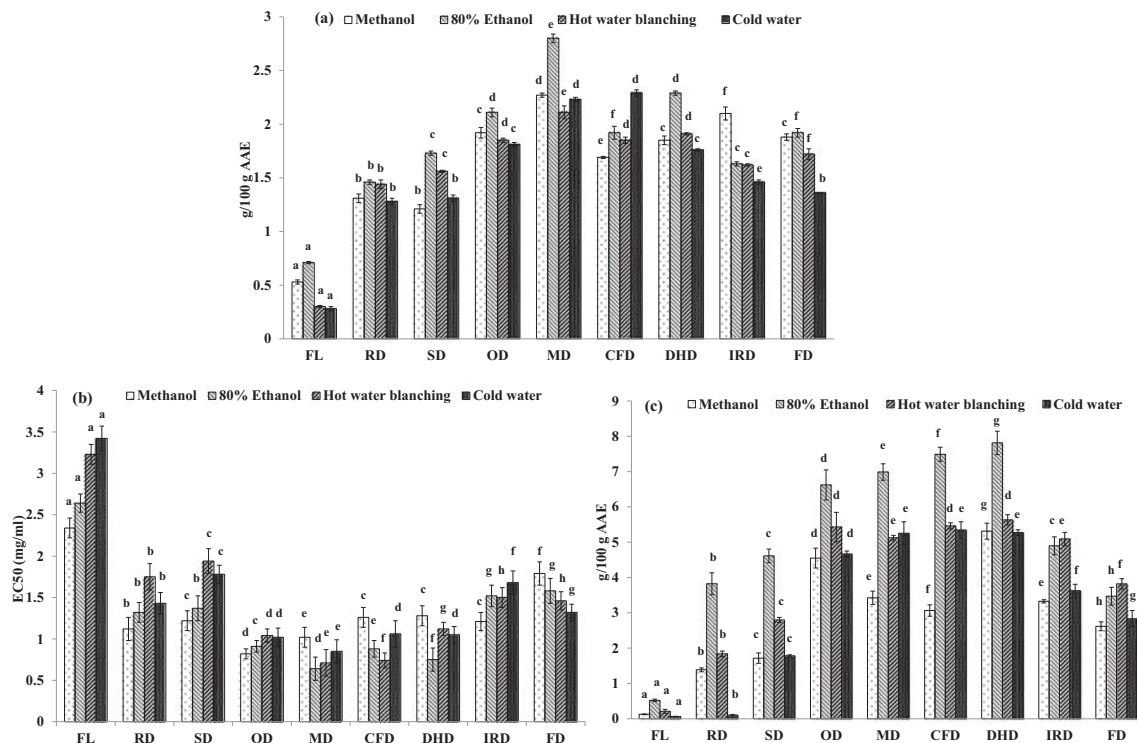 (a)
Methanol 80% Ethanol Hot water blanching Cold water
g/100 g AAE
3
2.5
2
1.5
1
0.5
0
a a a a
b b b b
b c c b
c d d c
d e e d
e f d d
c d c c
f c c e
c f f b
FL RD SD OD MD CFD DHD IRD FD
(b)
Methanol 80% Ethanol Hot water blanching Cold water
EC50 (mg/ml)
4
3.5
3
2.5
2
1.5
1
0.5
0
a a a a
b b b b
c b c c
d c d d
e d e e
c e f d
c f g d
c g g f
f g h g
FL RD SD OD MD CFD DHD IRD FD
(c)
Methanol 80% Ethanol Hot water blanching Cold water
g/100 g AAE
9
8
7
6
5
4
3
2
1
0
a a a a
b b b b
c c c c
d d d d
e e e e
f f f e
g g g e
e c e f
h h f g
FL RD SD OD MD CFD DHD IRD FD